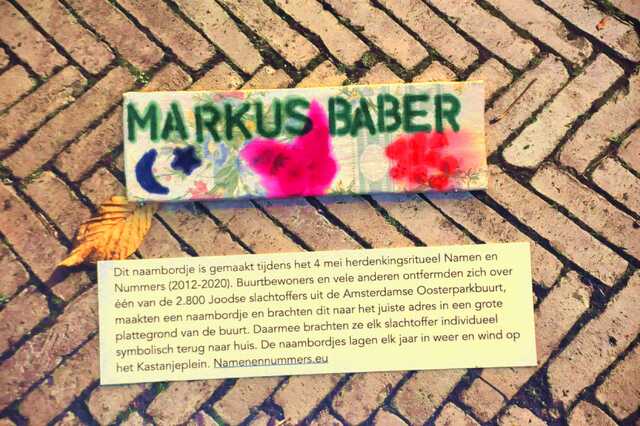 MARKUS BABER
Dit naambordje is gemaakt tijdens het 4 mei herdenkingsritueel Namen en
Nummers (2012-2020). Buurtbewoners en vele anderen ontfermden zich over
één van de 2.800 Joodse slachtoffers uit de Amsterdamse Oosterparkbuurt,
maakten een naambordje en brachten dit naar het juiste adres in een grote
plattegrond van de buurt. Daarmee brachten ze elk slachtoffer individueel
symbolisch terug naar huis. De naambordjes lagen elk jaar in weer en wind op
het Kastanjeplein. Namenennummers.eu